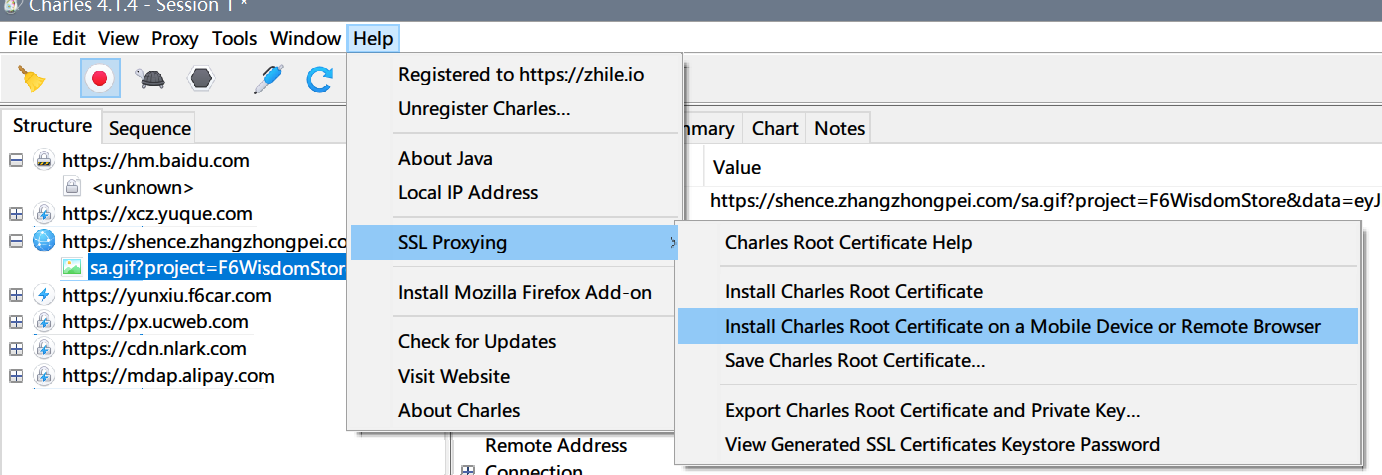 Charles 4.1.4 - Session 1 *
File Edit View Proxy Tools Window Help
Registered to https://zhile.io
Unregister Charles...
About Java
Local IP Address
SSL Proxying
Install Mozilla Firefox Add-on
Check for Updates
Visit Website
About Charles
Structure Sequence
https://hm.baidu.com
<unknown>
https://xcz.yuque.com
https://shence.zhangzhongpei.co
sa.gif?project=F6WisdomStore
https://yunxiu.f6car.com
https://px.ucweb.com
https://cdn.nlark.com
https://mdap.alipay.com
mmary Chart Notes
Value
https://shence.zhangzhongpei.com/sa.gif?project=F6WisdomStore&data=eyJ
Charles Root Certificate Help
Install Charles Root Certificate
Install Charles Root Certificate on a Mobile Device or Remote Browser
Save Charles Root Certificate...
Export Charles Root Certificate and Private Key...
View Generated SSL Certificates Keystore Password
Remote Address
Connection